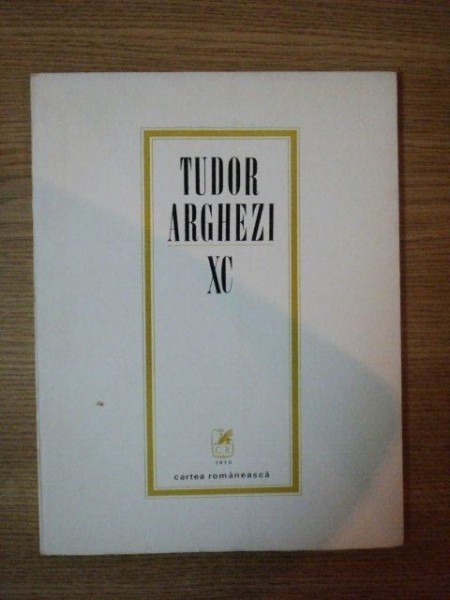 TUDOR
ARGHEZI
XC
C R
1970
cartea românească